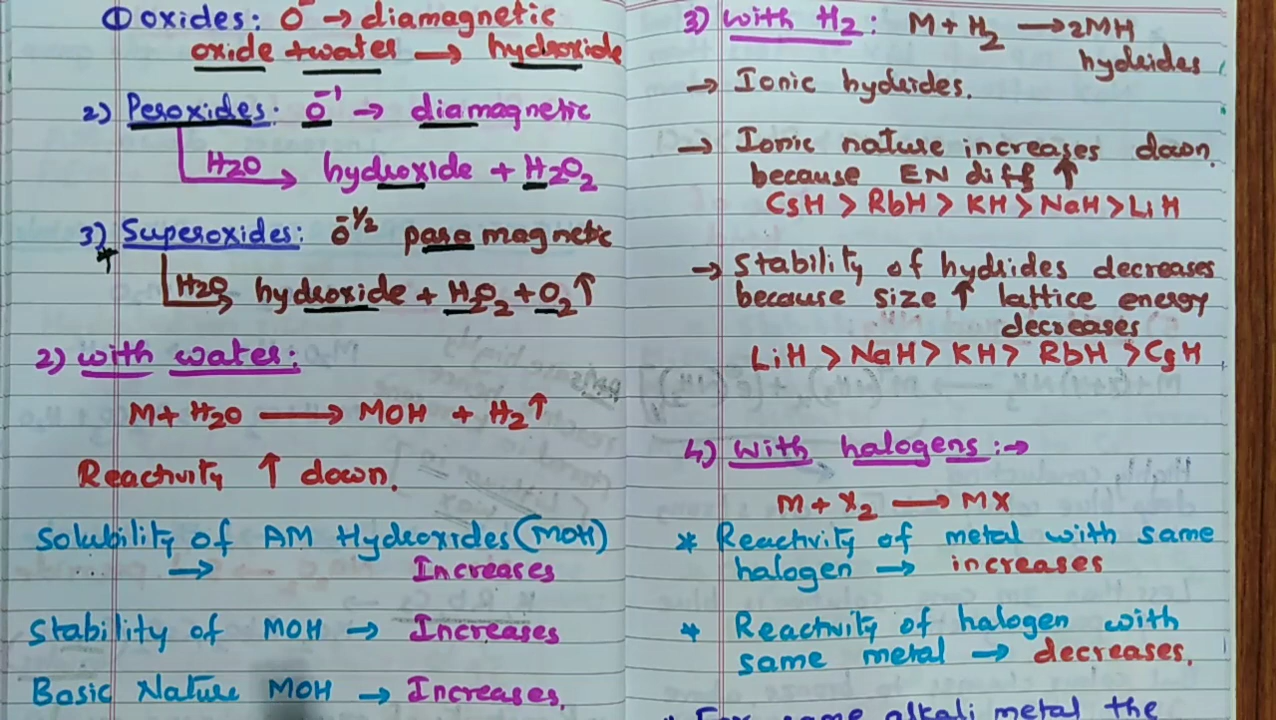 ① oxides: O⁻ → diamagnetic
oxide + water → hydroxide
2) Peroxides: O⁻¹ → diamagnetic
H2O → hydroxide + H2O2
3) Superoxides: O⁻¹/² paramagnetic
H2O → hydroxide + H2O2 + O2↑
2) with water:
M + H2O → MOH + H2↑
Reactivity ↑ down.
Solubility of AM Hydroxides (MOH)
→ Increases
Stability of MOH → Increases
Basic Nature MOH → Increases.
3) with H2: M + H2 → 2MH
hydrides
→ Ionic hydrides.
→ Ionic nature increases down.
because EN diff ↑
CsH > RbH > KH > NaH > LiH
→ Stability of hydrides decreases
because size ↑ lattice energy
decreases
LiH > NaH > KH > RbH > CsH
4) with halogens :→
M + X2 → MX
* Reactivity of metal with same
halogen → increases
* Reactivity of halogen with
same metal → decreases.
* For same alkali metal the